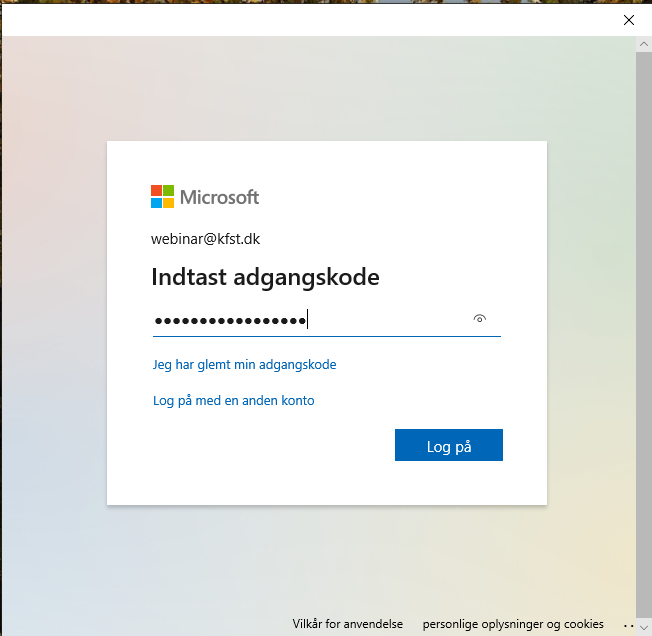 Microsoft
webinar@kfst.dk
Indtast adgangskode
•••••••••••••••••
Jeg har glemt min adgangskode
Log på med en anden konto
Log på
Vilkår for anvendelse personlige oplysninger og cookies ..